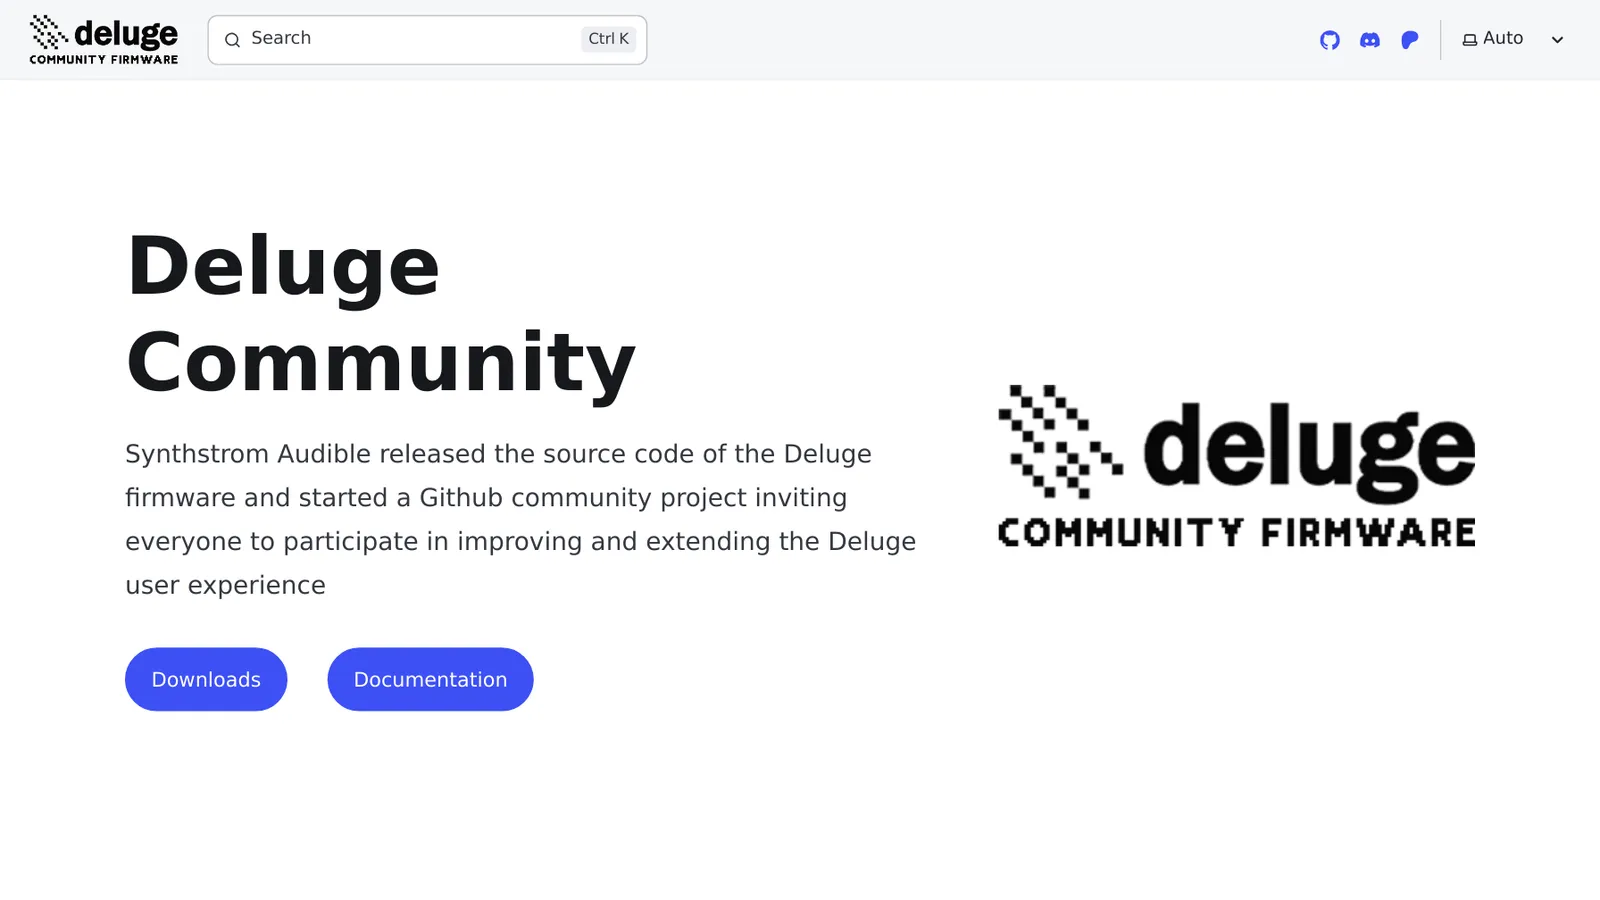 deluge
COMMUNITY FIRMWARE
Search
Ctrl K
Auto
Deluge
Community
Synthstrom Audible released the source code of the Deluge
firmware and started a Github community project inviting
everyone to participate in improving and extending the Deluge
user experience
Downloads
Documentation
deluge
COMMUNITY FIRMWARE